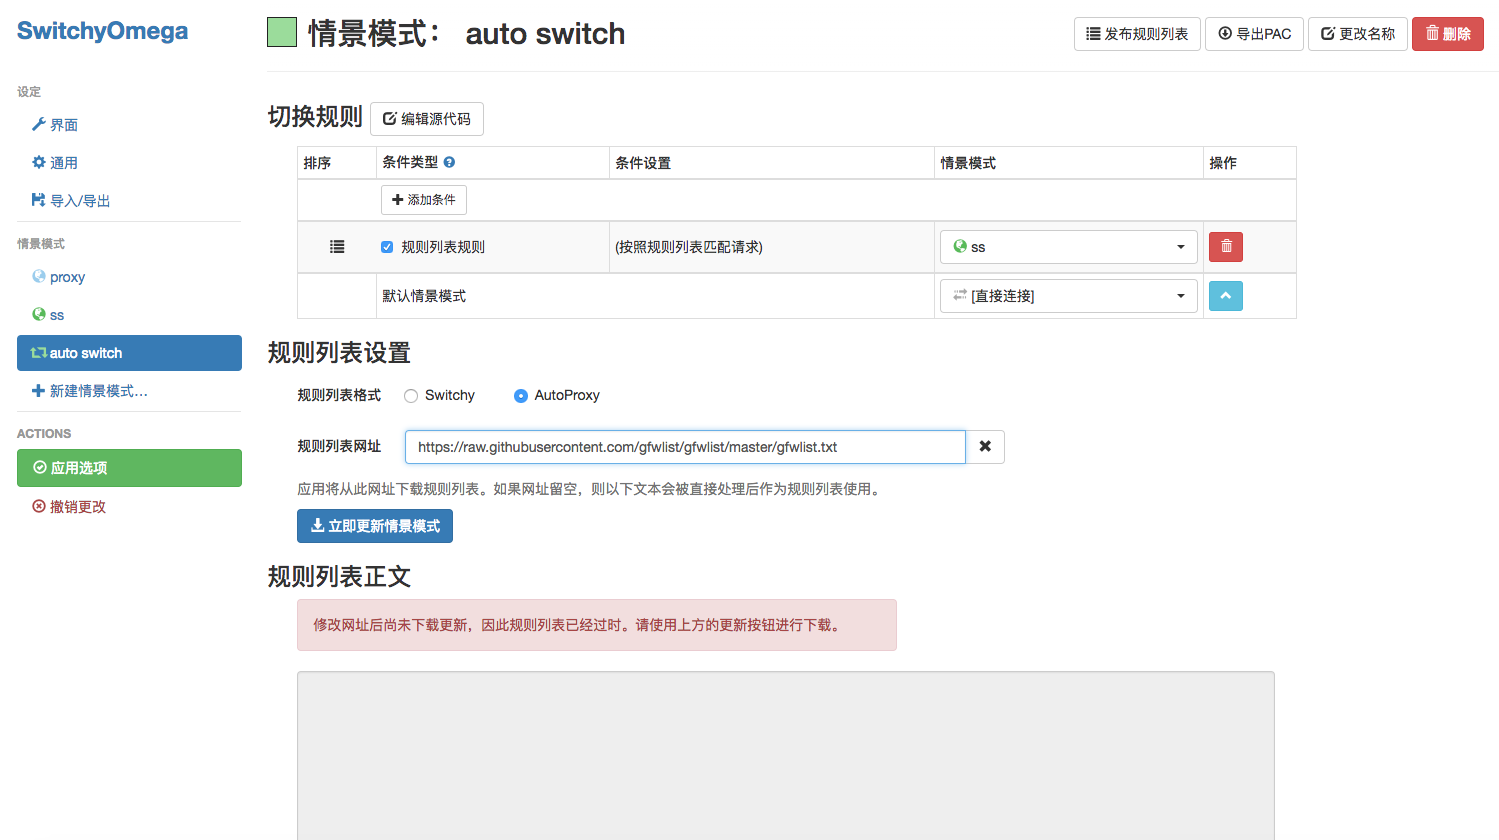 SwitchyOmega
设定
界面
通用
导入/导出
情景模式
proxy
ss
auto switch
新建情景模式...
ACTIONS
应用选项
撤销更改
情景模式： auto switch
发布规则列表
导出PAC
更改名称
删除
切换规则 编辑源代码
排序 条件类型 条件设置 情景模式 操作
添加条件
规则列表规则 (按照规则列表匹配请求) ss
默认情景模式 [直接连接]
规则列表设置
规则列表格式 Switchy AutoProxy
规则列表网址 https://raw.githubusercontent.com/gfwlist/gfwlist/master/gfwlist.txt
应用将从此网址下载规则列表。如果网址留空，则以下文本会被直接处理后作为规则列表使用。
立即更新情景模式
规则列表正文
修改网址后尚未下载更新，因此规则列表已经过时。请使用上方的更新按钮进行下载。